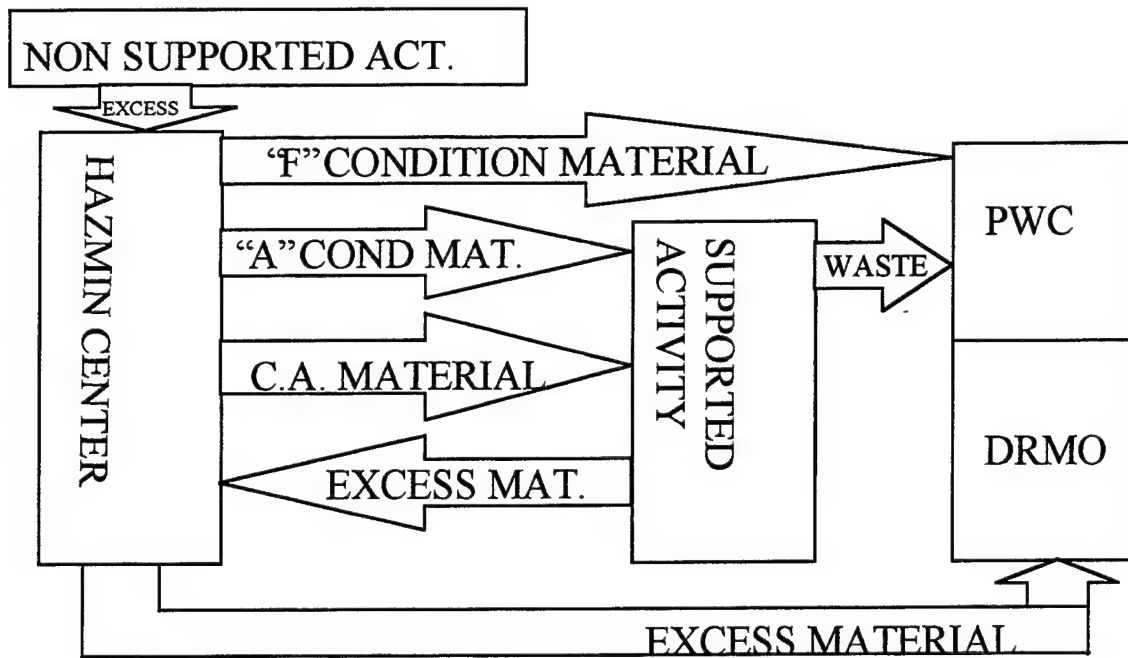 NON SUPPORTED ACT.
EXCESS
HAZMIN CENTER
"F"CONDITION MATERIAL
"A"COND MAT.
C.A. MATERIAL
EXCESS MAT.
SUPPORTED
ACTIVITY
WASTE
PWC
DRMO
EXCESS MATERIAL